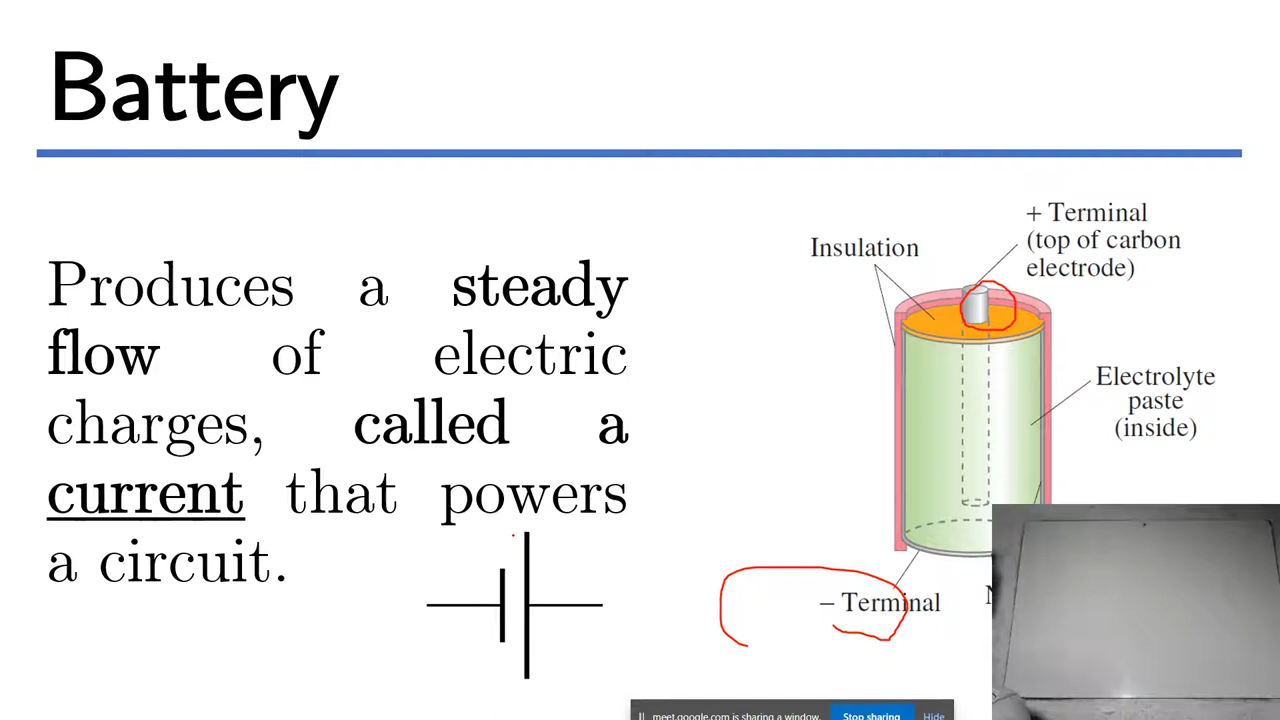 Battery
Produces a steady
flow of electric
charges, called a
current that powers
a circuit.
+ Terminal
(top of carbon
electrode)
Insulation
Electrolyte
paste
(inside)
− Terminal
meet.google.com is sharing a window.
Stop sharing
Hide